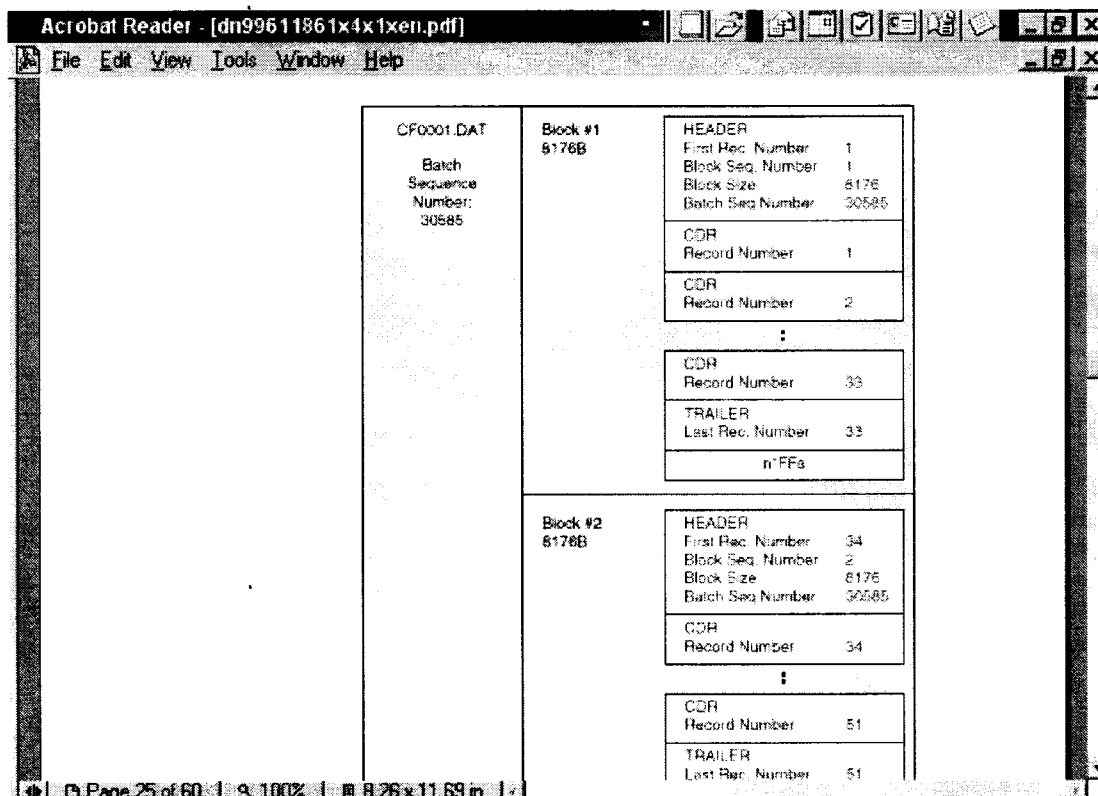 Acrobat Reader - [dn99611861x4x1xen.pdf]
File Edit View Tools Window Help
CF0001.DAT
Batch
Sequence
Number:
30585
Block #1
8176B
HEADER
First Rec. Number 1
Block Seq. Number 1
Block Size 8176
Batch Seq Number 30585
CDR
Record Number 1
CDR
Record Number 2
:
CDR
Record Number 33
TRAILER
Last Rec. Number 33
n*FFs
Block #2
8176B
HEADER
First Rec. Number 34
Block Seq. Number 2
Block Size 8176
Batch Seq Number 30585
CDR
Record Number 34
:
CDR
Record Number 51
TRAILER
Last Rec. Number 51
Page 25 of 60 100% 8.26 x 11.69 in